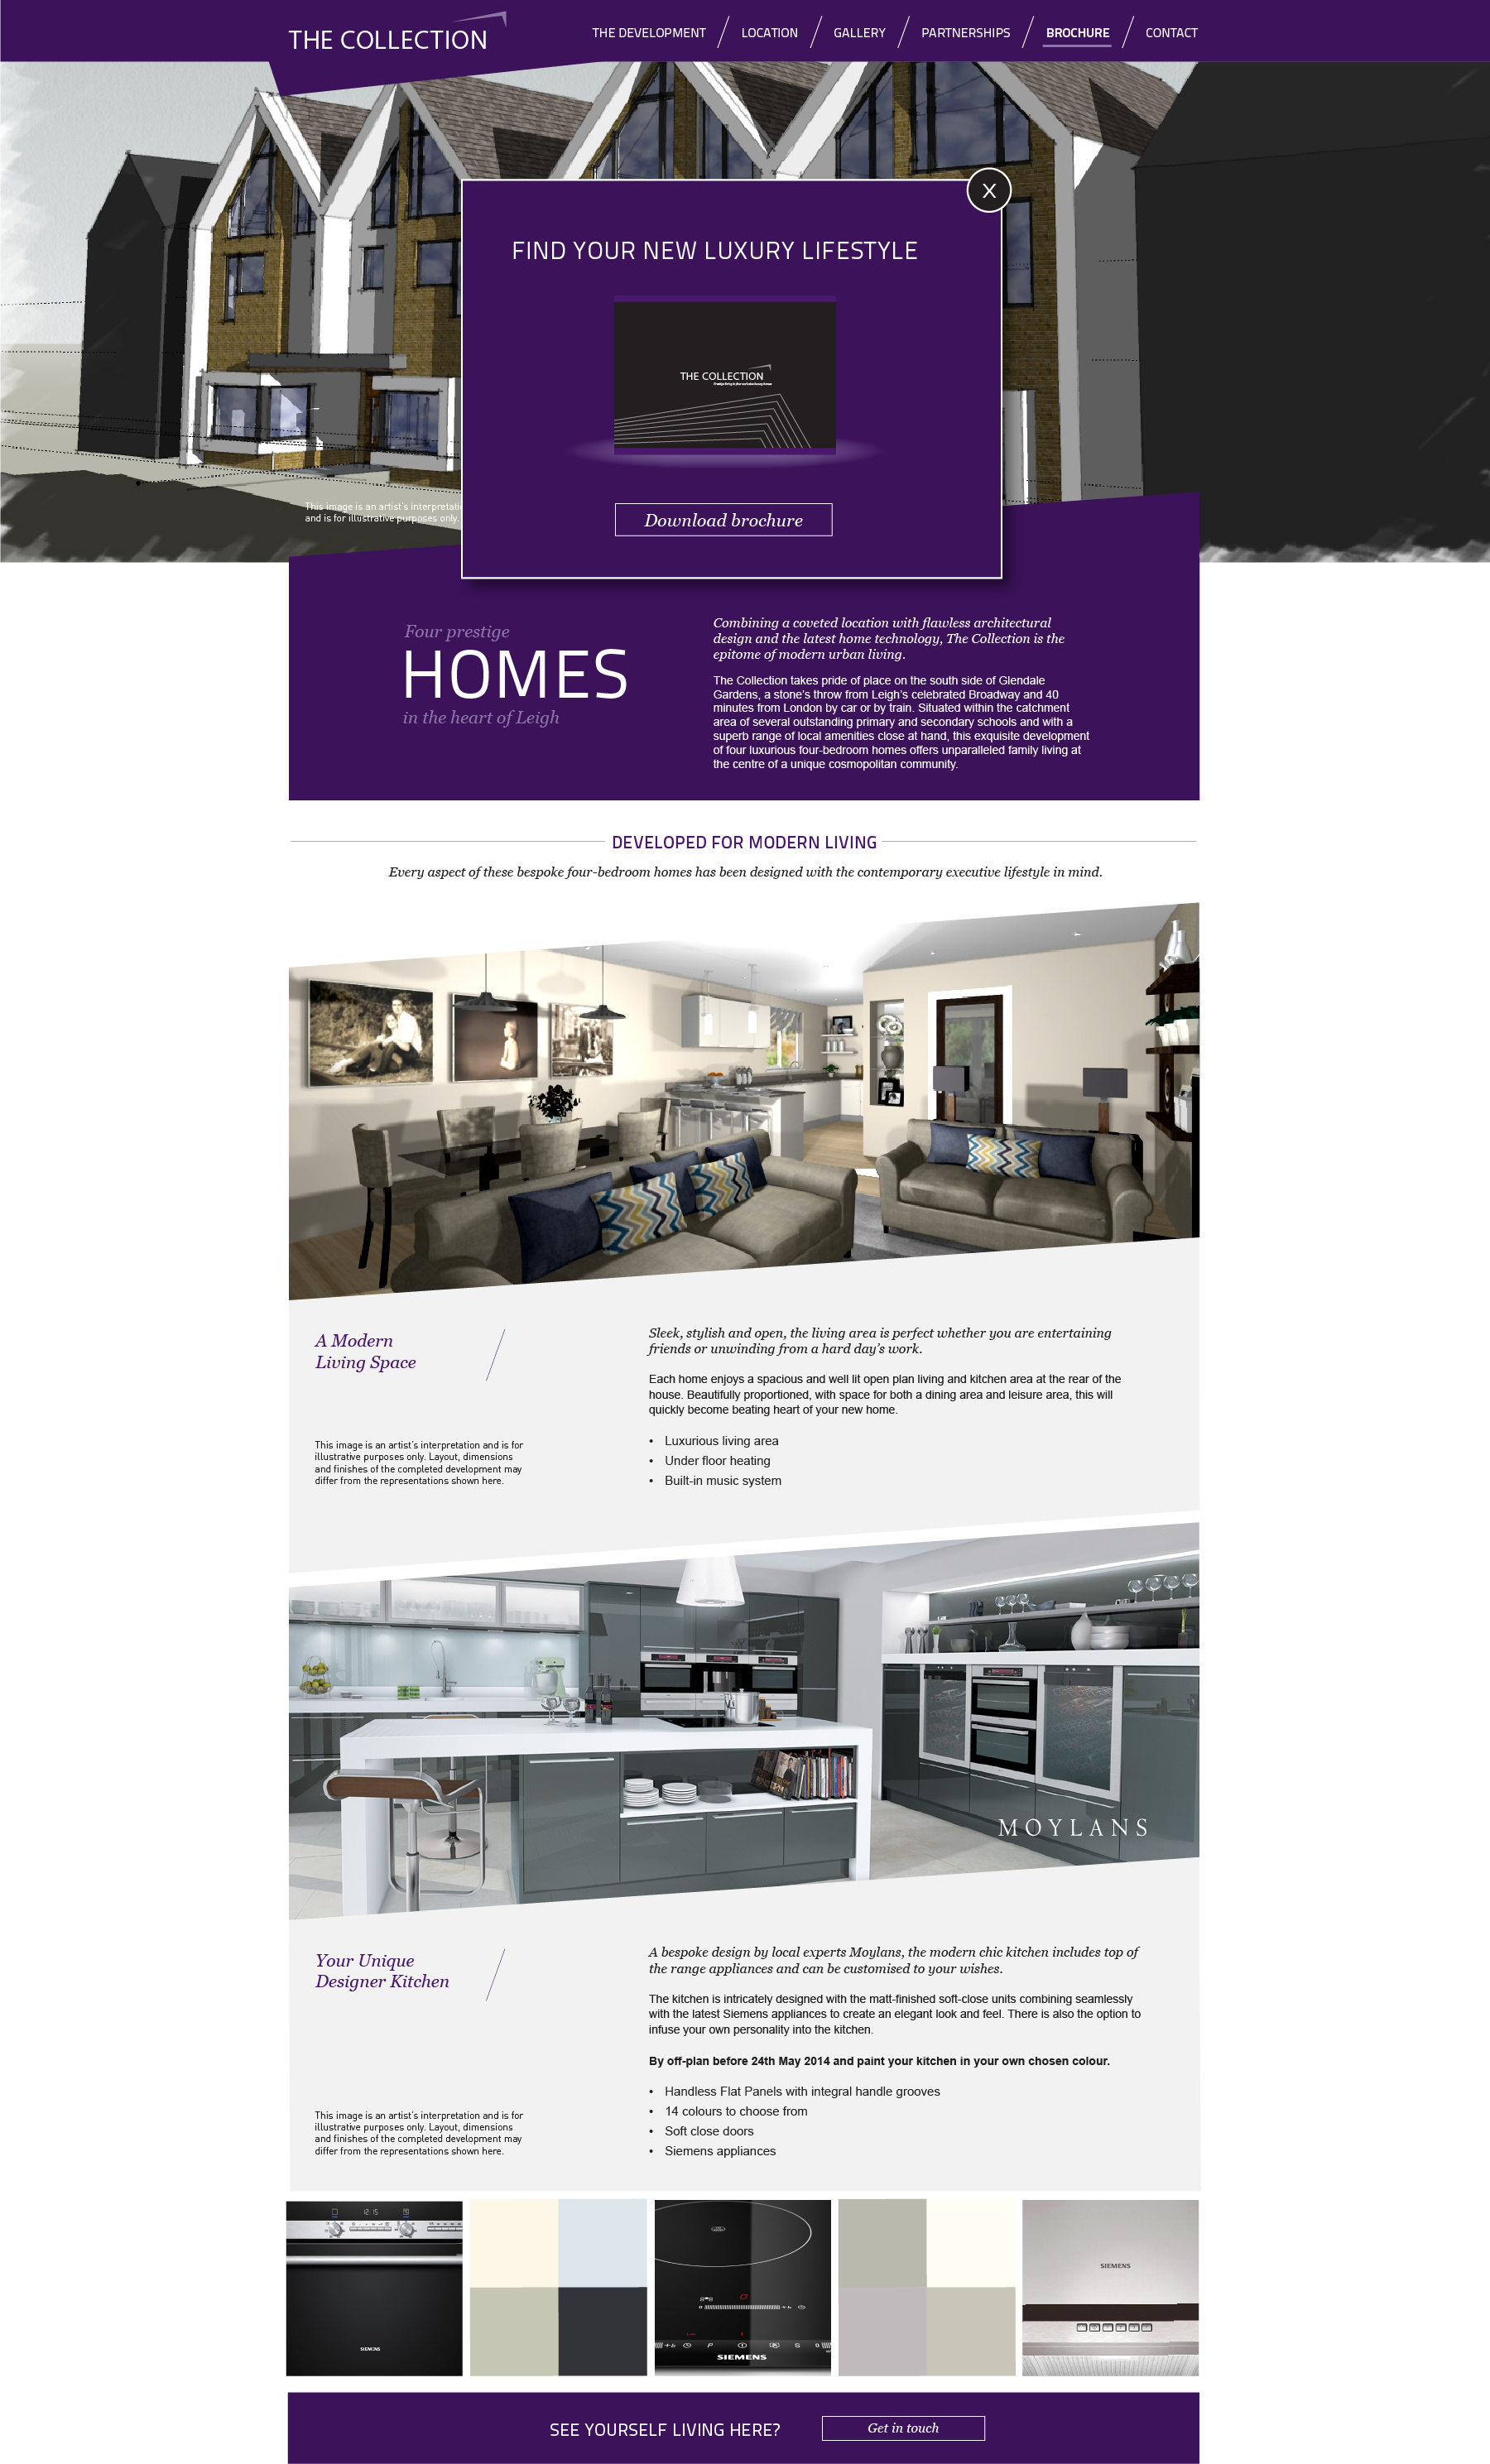 THE COLLECTION
THE DEVELOPMENT
LOCATION
GALLERY
PARTNERSHIPS
BROCHURE
CONTACT
X
FIND YOUR NEW LUXURY LIFESTYLE
THE COLLECTION
Download brochure
This image is an artist's
and is for illustrative purposes only.
Four prestige
HOMES
in the heart of Leigh
Combining a coveted location with flawless architectural
design and the latest home technology, The Collection is the
epitome of modern urban living.
The Collection takes pride of place on the south side of Glendale
Gardens, a stone's throw from Leigh's celebrated Broadway and 40
minutes from London by car or by train. Situated within the catchment
area of several outstanding primary and secondary schools and with a
superb range of local amenities close at hand, this exquisite development
of four luxurious four-bedroom homes offers unparalleled family living at
the centre of a unique cosmopolitan community.
DEVELOPED FOR MODERN LIVING
Every aspect of these bespoke four-bedroom homes has been designed with the contemporary executive lifestyle in mind.
A Modern
Living Space
This image is an artist's interpretation and is for
illustrative purposes only. Layout, dimensions
and finishes of the completed development may
differ from the representations shown here.
Sleek, stylish and open, the living area is perfect whether you are entertaining
friends or unwinding from a hard day's work.
Each home enjoys a spacious and well lit open plan living and kitchen area at the rear of the
house. Beautifully proportioned, with space for both a dining area and leisure area, this will
quickly become beating heart of your new home.
• Luxurious living area
• Under floor heating
• Built-in music system
MOYLANS
Your Unique
Designer Kitchen
This image is an artist's interpretation and is for
illustrative purposes only. Layout, dimensions
and finishes of the completed development may
differ from the representations shown here.
A bespoke design by local experts Moylans, the modern chic kitchen includes top of
the range appliances and can be customised to your wishes.
The kitchen is intricately designed with the matt-finished soft-close units combining seamlessly
with the latest Siemens appliances to create an elegant look and feel. There is also the option to
infuse your own personality into the kitchen.
By off-plan before 24th May 2014 and paint your kitchen in your own chosen colour.
• Handless Flat Panels with integral handle grooves
• 14 colours to choose from
• Soft close doors
• Siemens appliances
12:15
SIEMENS
SIEMENS
SIEMENS
SEE YOURSELF LIVING HERE?
Get in touch